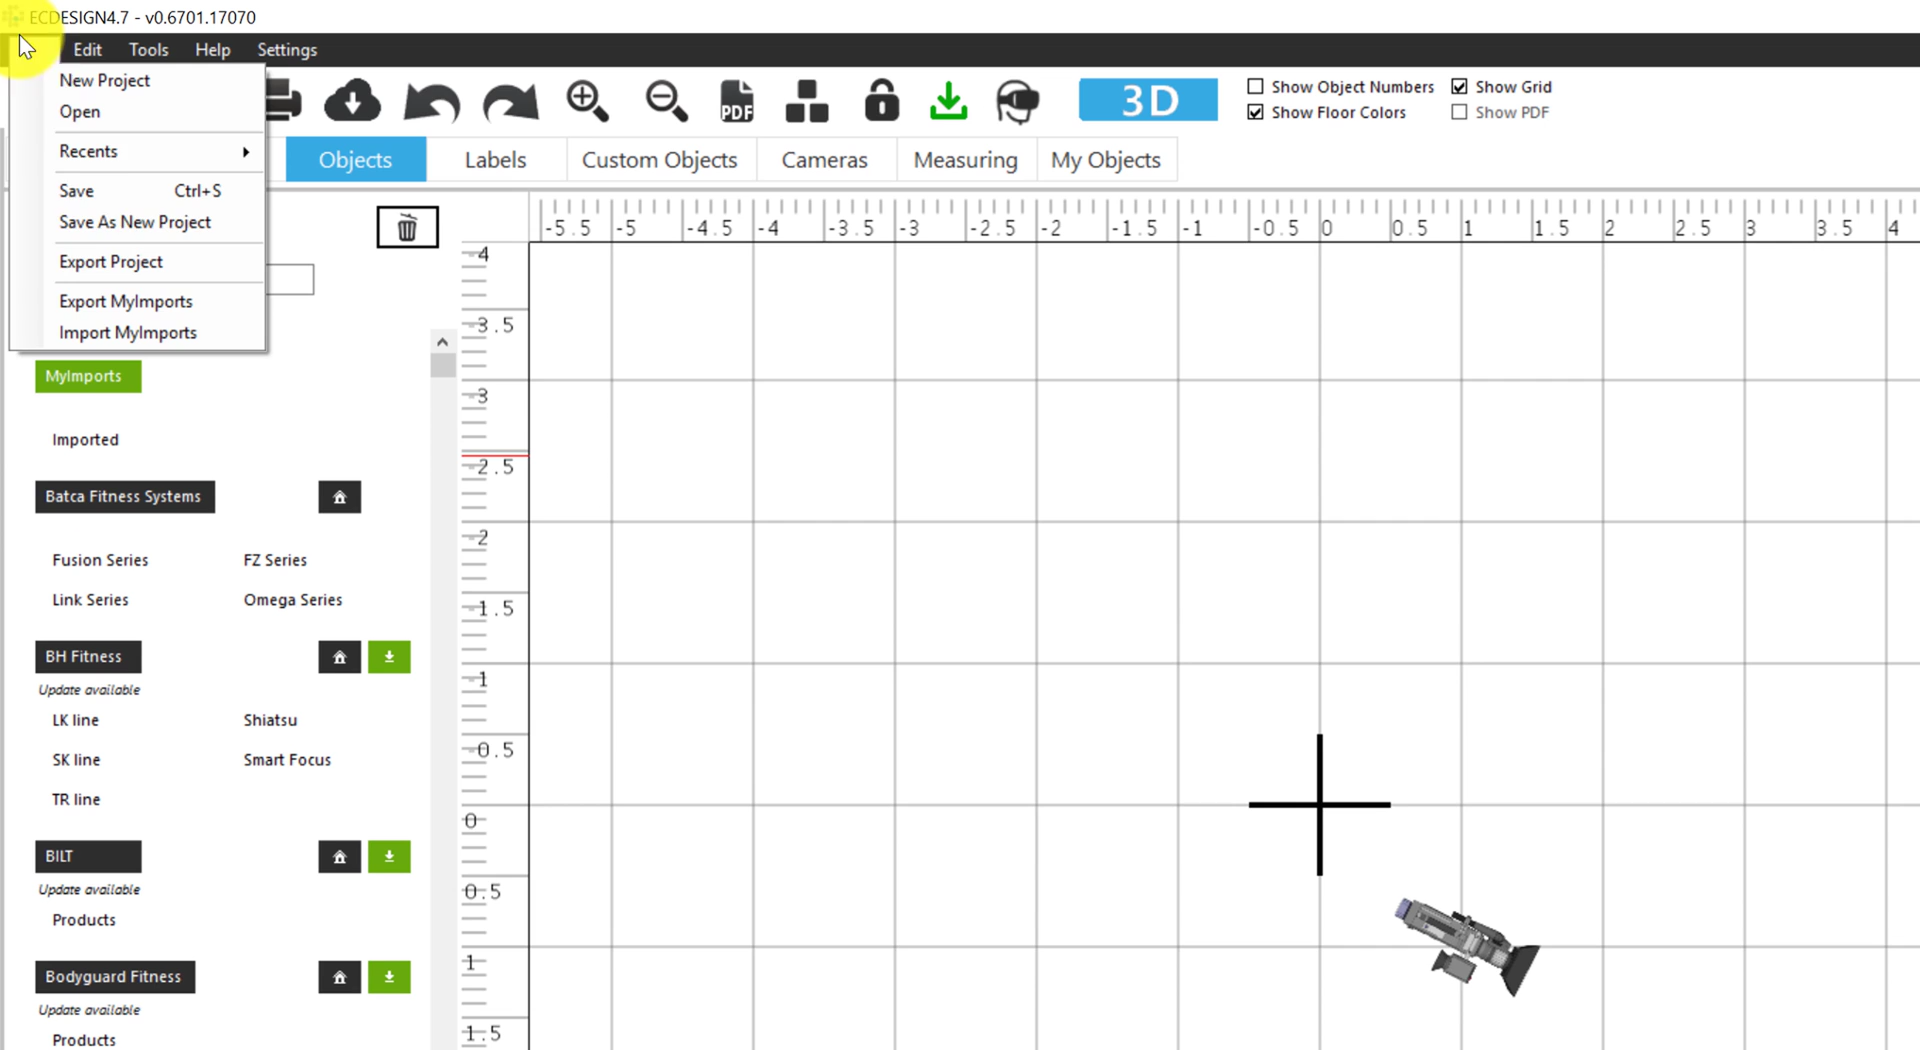 ECDESIGN4.7 - v0.6701.17070
Edit Tools Help Settings
New Project
Open
Recents
Save Ctrl+S
Save As New Project
Export Project
Export MyImports
Import MyImports
PDF
3D
Show Object Numbers Show Grid
Show Floor Colors Show PDF
Objects Labels Custom Objects Cameras Measuring My Objects
-5.5 -5 -4.5 -4 -3.5 -3 -2.5 -2 -1.5 -1 -0.5 0 0.5 1 1.5 2 2.5 3 3.5 4
-4
-3.5
-3
-2.5
-2
-1.5
-1
-0.5
0
0.5
1
1.5
MyImports
Imported
Batca Fitness Systems
Fusion Series FZ Series
Link Series Omega Series
BH Fitness
Update available
LK line Shiatsu
SK line Smart Focus
TR line
BILT
Update available
Products
Bodyguard Fitness
Update available
Products